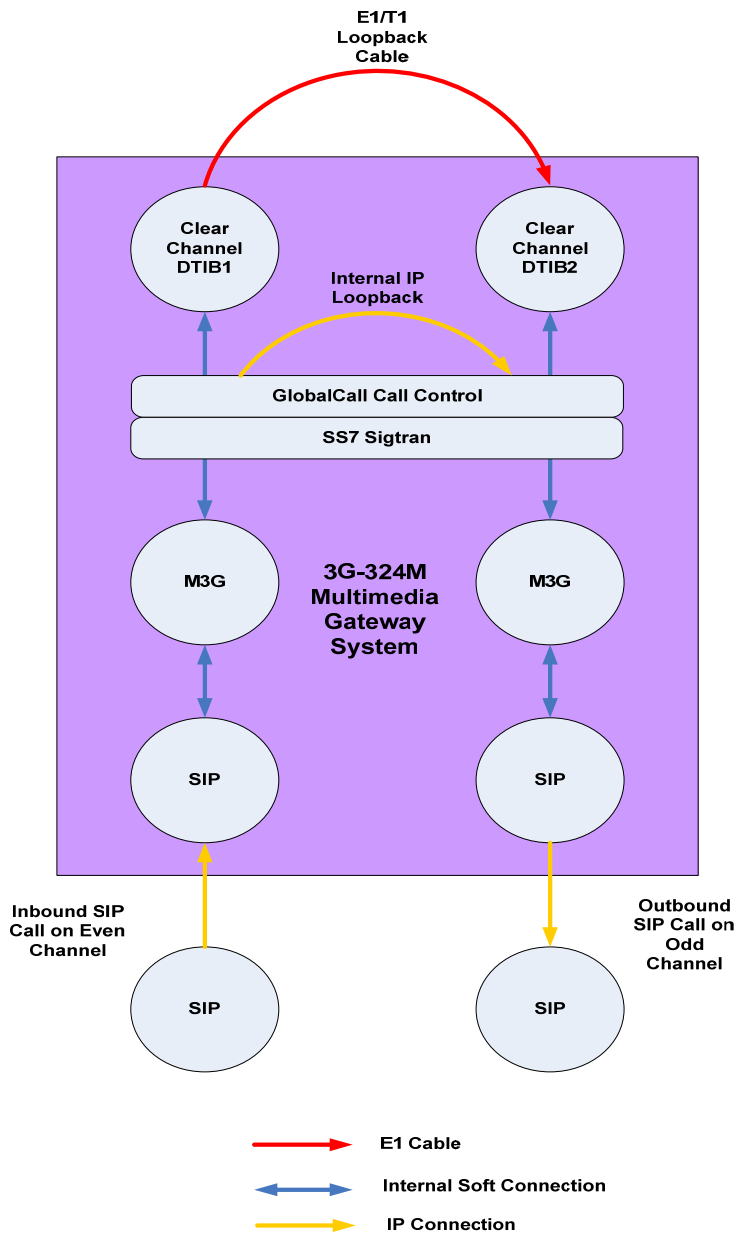 E1/T1
Loopback
Cable
Clear
Channel
DTIB1
Clear
Channel
DTIB2
Internal IP
Loopback
GlobalCall Call Control
SS7 Sigtran
M3G
3G-324M
Multimedia
Gateway
System
M3G
SIP
SIP
Inbound SIP
Call on Even
Channel
Outbound
SIP Call on
Odd
Channel
SIP
SIP
E1 Cable
Internal Soft Connection
IP Connection